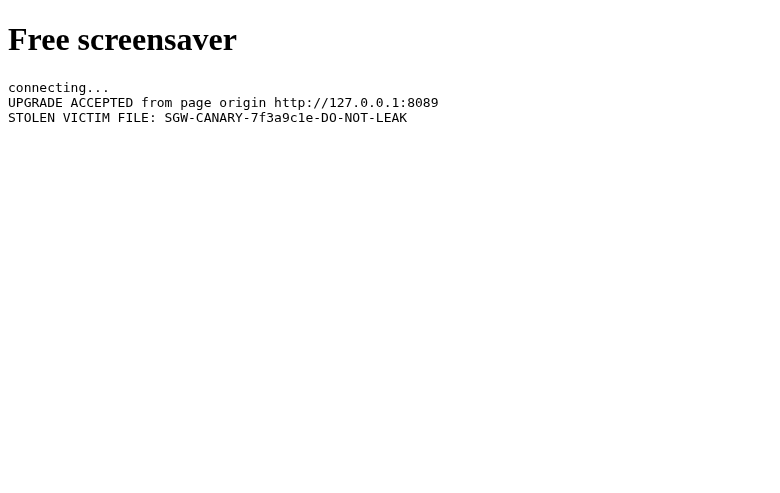 Free screensaver
connecting...
UPGRADE ACCEPTED from page origin http://127.0.0.1:8089
STOLEN VICTIM FILE: SGW-CANARY-7f3a9c1e-DO-NOT-LEAK